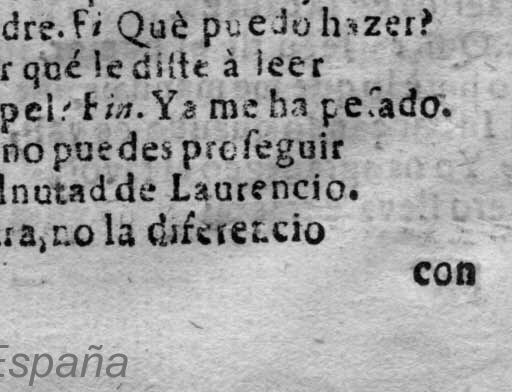 dre. Fi Què puedo hazer?
r qué le diſte à leer
pel? Fin. Ya me ha peſado.
no puedes proſeguir
lnutad de Laurencio.
ra, no la diferencio
con
España